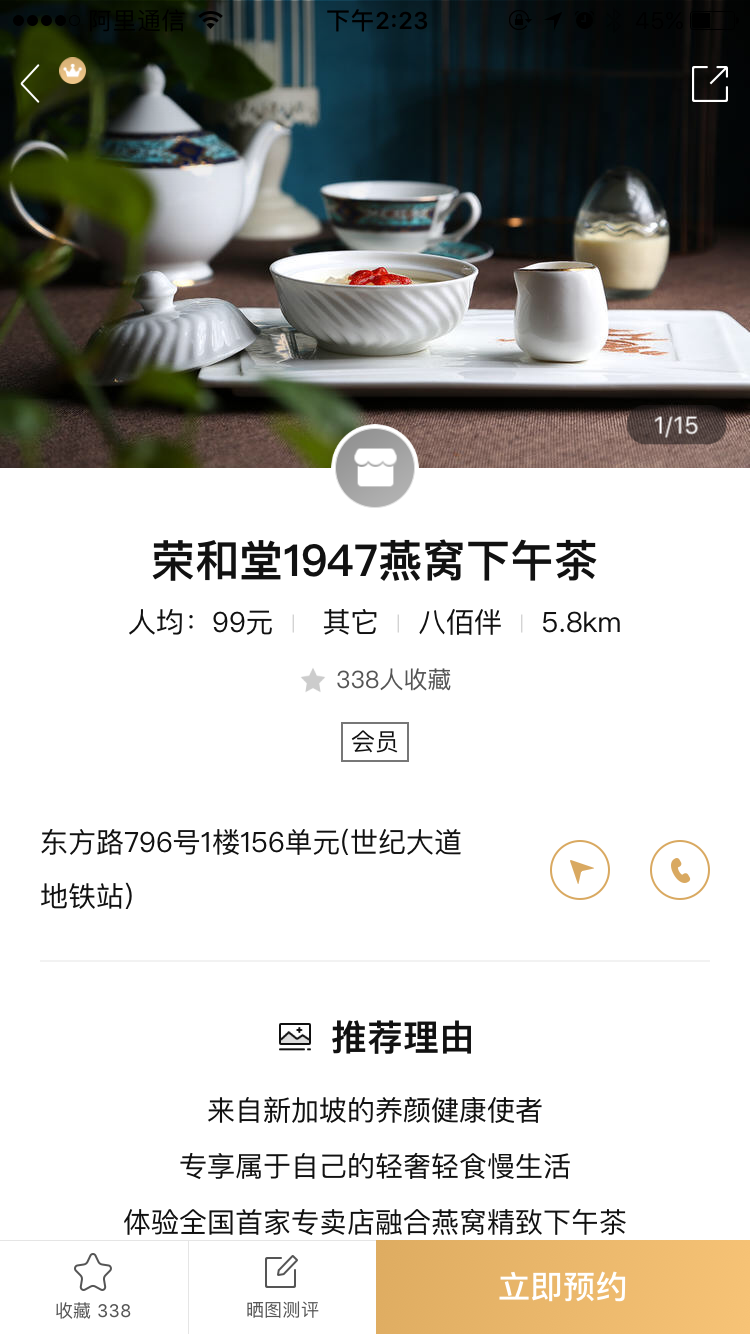 阿里通信 下午2:23 45%
1/15
荣和堂1947燕窝下午茶
人均：99元 其它 八佰伴 5.8km
338人收藏
会员
东方路796号1楼156单元(世纪大道
地铁站)
推荐理由
来自新加坡的养颜健康使者
专享属于自己的轻奢轻食慢生活
体验全国首家专卖店融合燕窝精致下午茶
收藏 338 晒图测评 立即预约